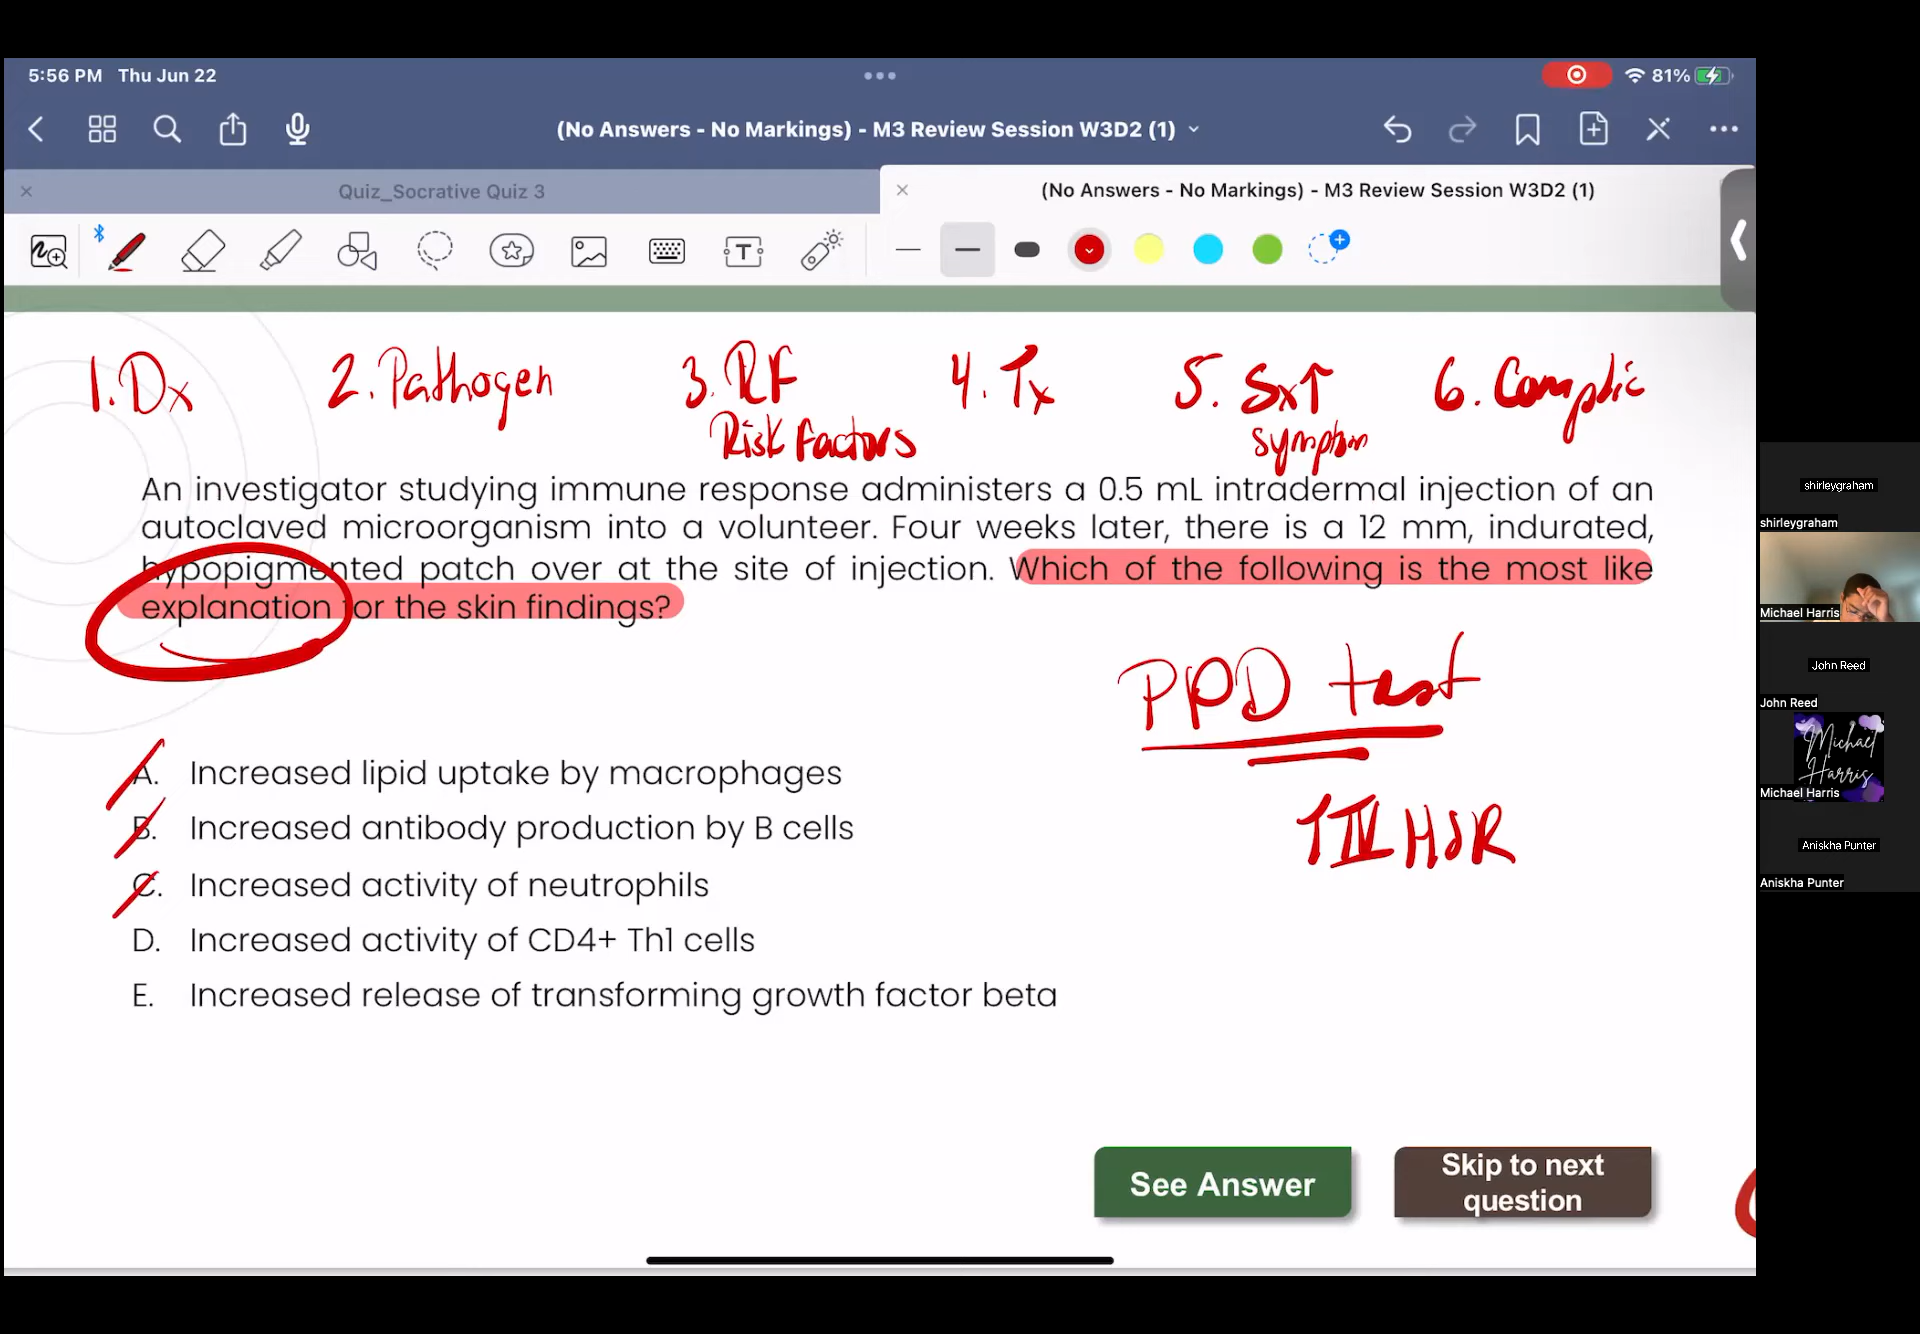 5:56 PM Thu Jun 22
81%
(No Answers - No Markings) - M3 Review Session W3D2 (1)
Quiz_Socrative Quiz 3
(No Answers - No Markings) - M3 Review Session W3D2 (1)
T
1. Dx 2. Pathogen 3. RF 4. Tx 5. Sx↑ 6. Complic
Risk Factors
symptom
An investigator studying immune response administers a 0.5 mL intradermal injection of an
autoclaved microorganism into a volunteer. Four weeks later, there is a 12 mm, indurated,
hypopigmented patch over at the site of injection. Which of the following is the most like
explanation for the skin findings?
PPD test
TIV HSR
A. Increased lipid uptake by macrophages
B. Increased antibody production by B cells
C. Increased activity of neutrophils
D. Increased activity of CD4+ Th1 cells
E. Increased release of transforming growth factor beta
See Answer
Skip to next
question
shirleygraham
shirleygraham
Michael Harris
John Reed
John Reed
Michael
Harris
Michael Harris
Aniskha Punter
Aniskha Punter